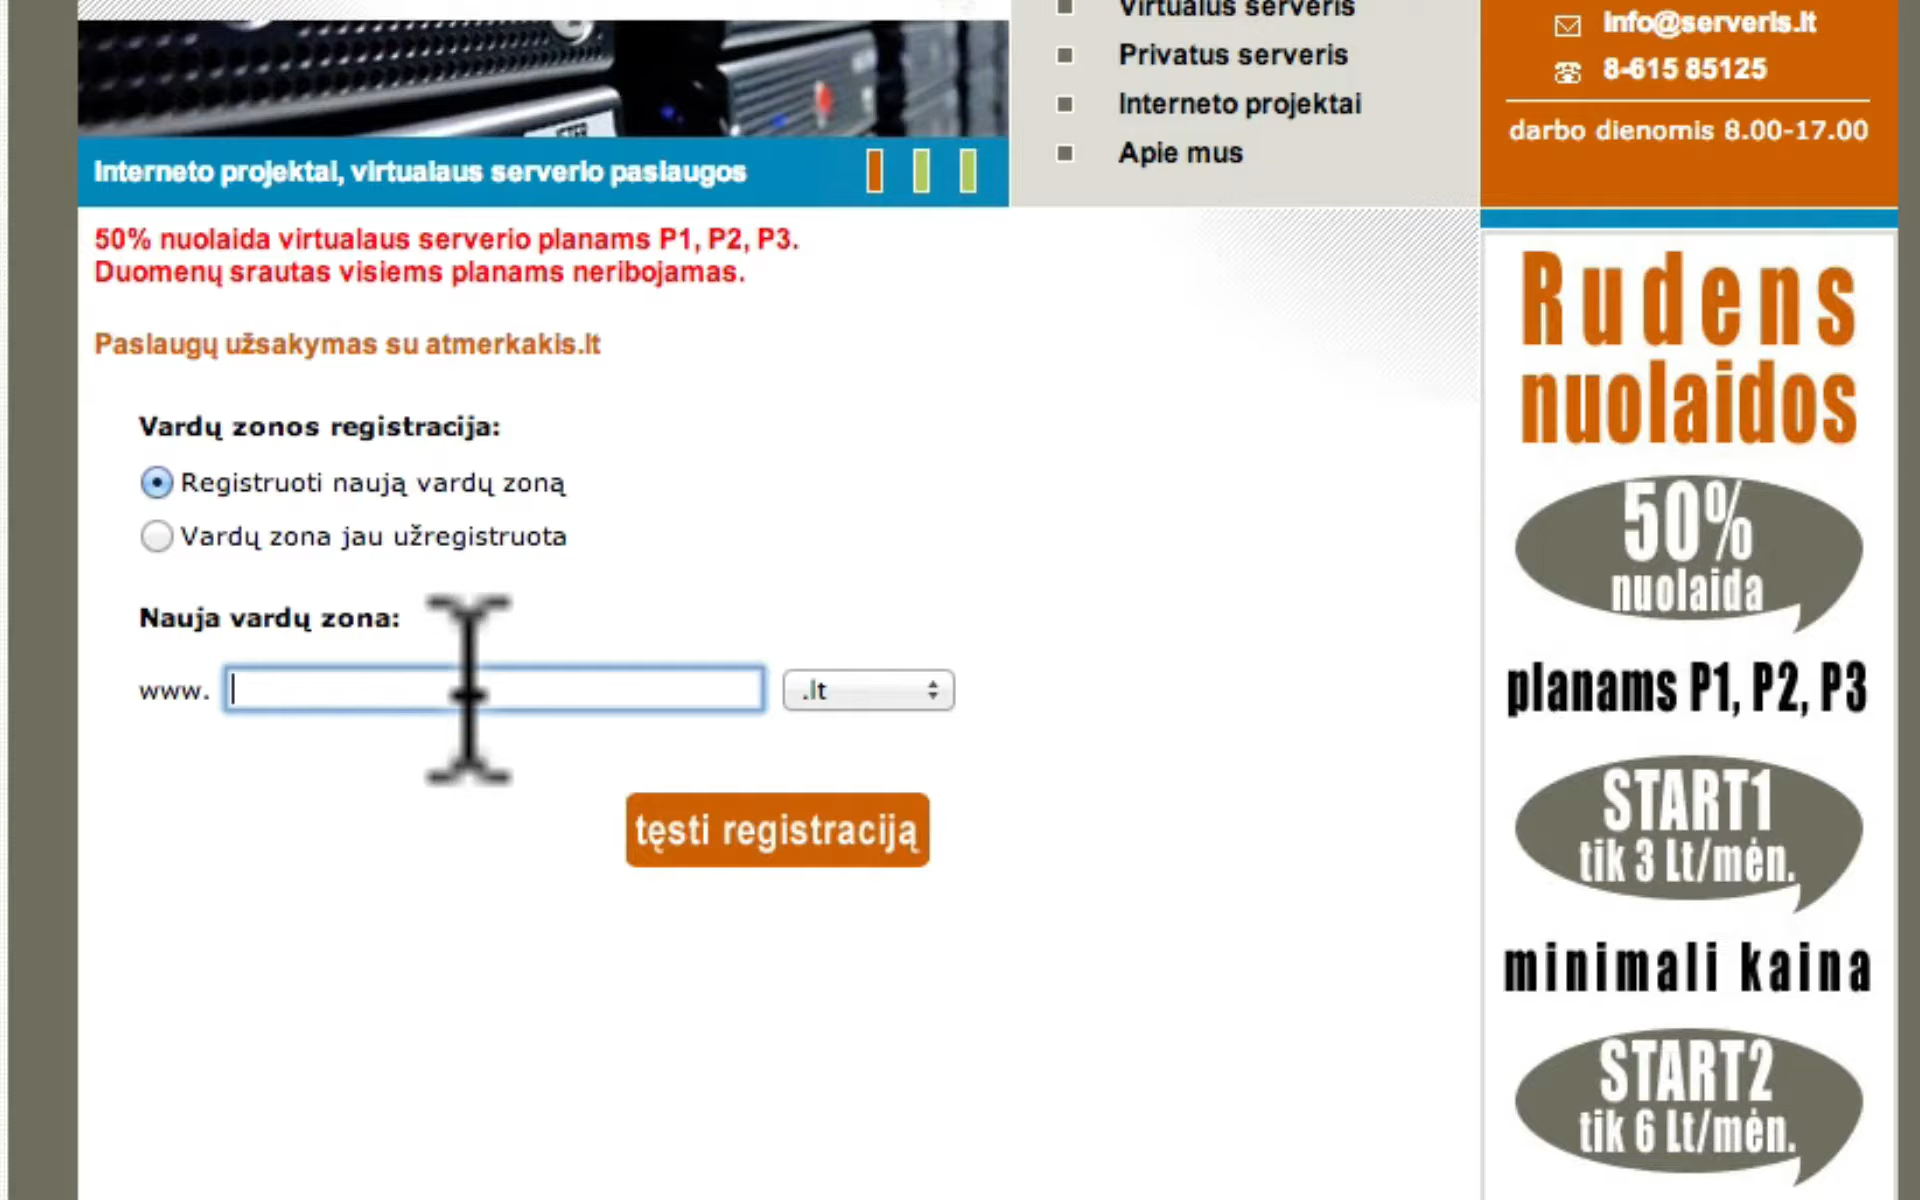 Virtualus serveris
Privatus serveris
Interneto projektai
Apie mus
info@serveris.lt
8-615 85125
darbo dienomis 8.00-17.00
Interneto projektai, virtualaus serverio paslaugos
50% nuolaida virtualaus serverio planams P1, P2, P3.
Duomenų srautas visiems planams neribojamas.
Paslaugų užsakymas su atmerkakis.lt
Vardų zonos registracija:
Registruoti naują vardų zoną
Vardų zona jau užregistruota
Nauja vardų zona:
www.
.lt
tęsti registraciją
Rudens
nuolaidos
50%
nuolaida
planams P1, P2, P3
START1
tik 3 Lt/mėn.
minimali kaina
START2
tik 6 Lt/mėn.